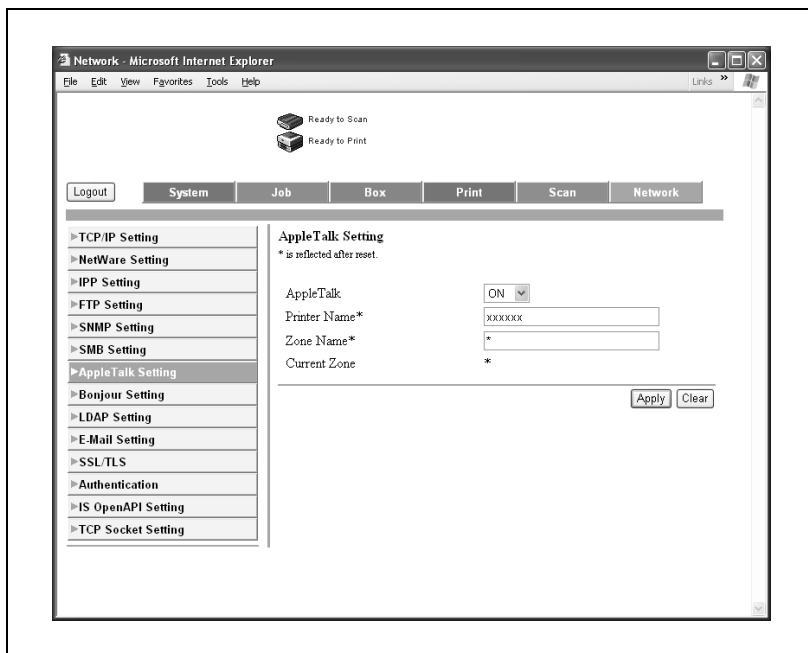 Network - Microsoft Internet Explorer
File Edit View Favorites Tools Help Links »
Ready to Scan
Ready to Print
Logout System Job Box Print Scan Network
TCP/IP Setting
NetWare Setting
IPP Setting
FTP Setting
SNMP Setting
SMB Setting
AppleTalk Setting
Bonjour Setting
LDAP Setting
E-Mail Setting
SSL/TLS
Authentication
IS OpenAPI Setting
TCP Socket Setting
AppleTalk Setting
* is reflected after reset.
AppleTalk ON
Printer Name* xxxxxx
Zone Name* *
Current Zone *
Apply Clear